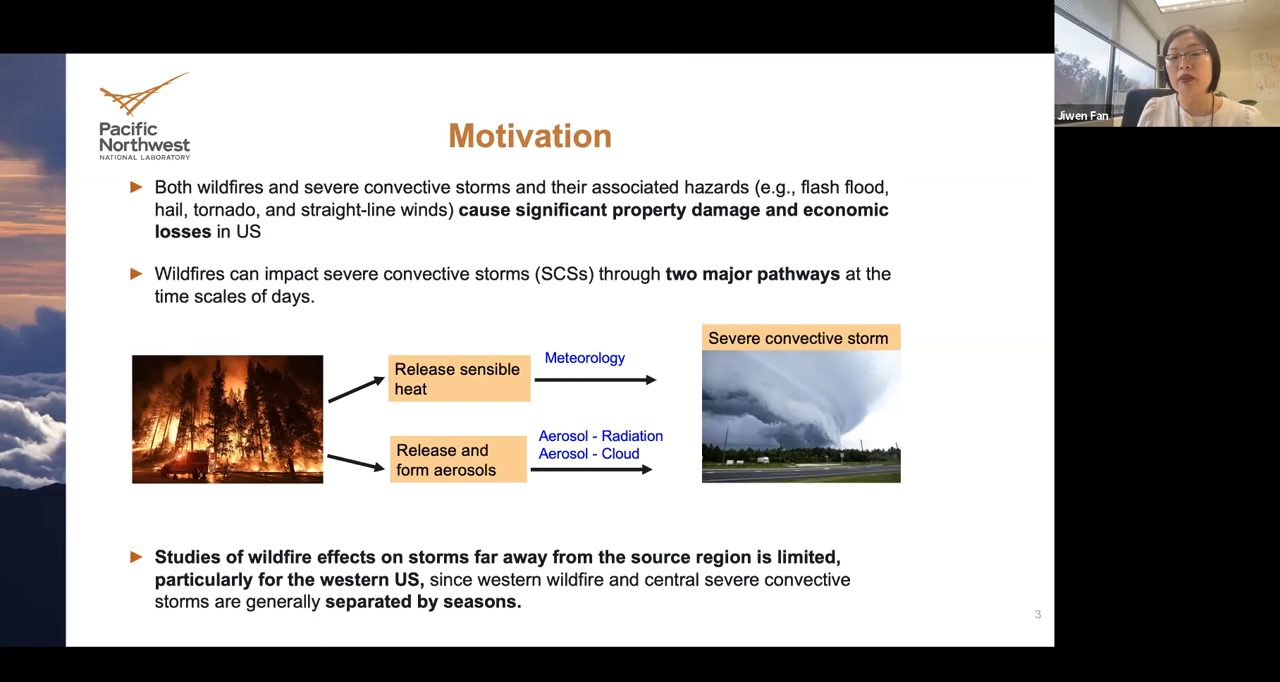 Pacific
Northwest
NATIONAL LABORATORY
Motivation
Both wildfires and severe convective storms and their associated hazards (e.g., flash flood,
hail, tornado, and straight-line winds) cause significant property damage and economic
losses in US
Wildfires can impact severe convective storms (SCSs) through two major pathways at the
time scales of days.
Release sensible
heat
Meteorology
Severe convective storm
Release and
form aerosols
Aerosol - Radiation
Aerosol - Cloud
Studies of wildfire effects on storms far away from the source region is limited,
particularly for the western US, since western wildfire and central severe convective
storms are generally separated by seasons.
3
Jiwen Fan